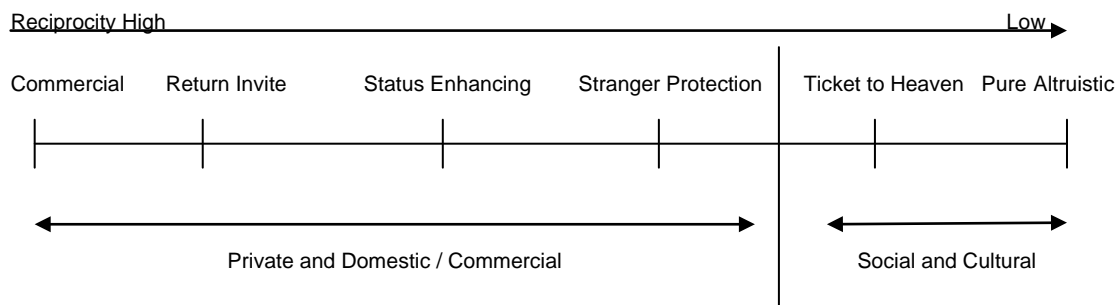 Reciprocity High Low
Commercial Return Invite Status Enhancing Stranger Protection Ticket to Heaven Pure Altruistic
Private and Domestic / Commercial Social and Cultural